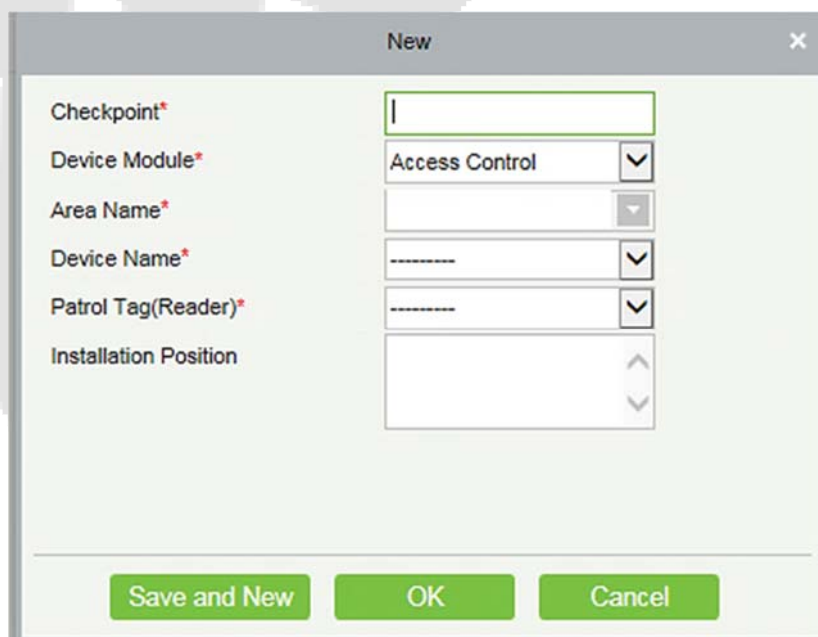 New
Checkpoint*
Device Module* Access Control
Area Name*
Device Name* ---------
Patrol Tag(Reader)* ---------
Installation Position
Save and New OK Cancel